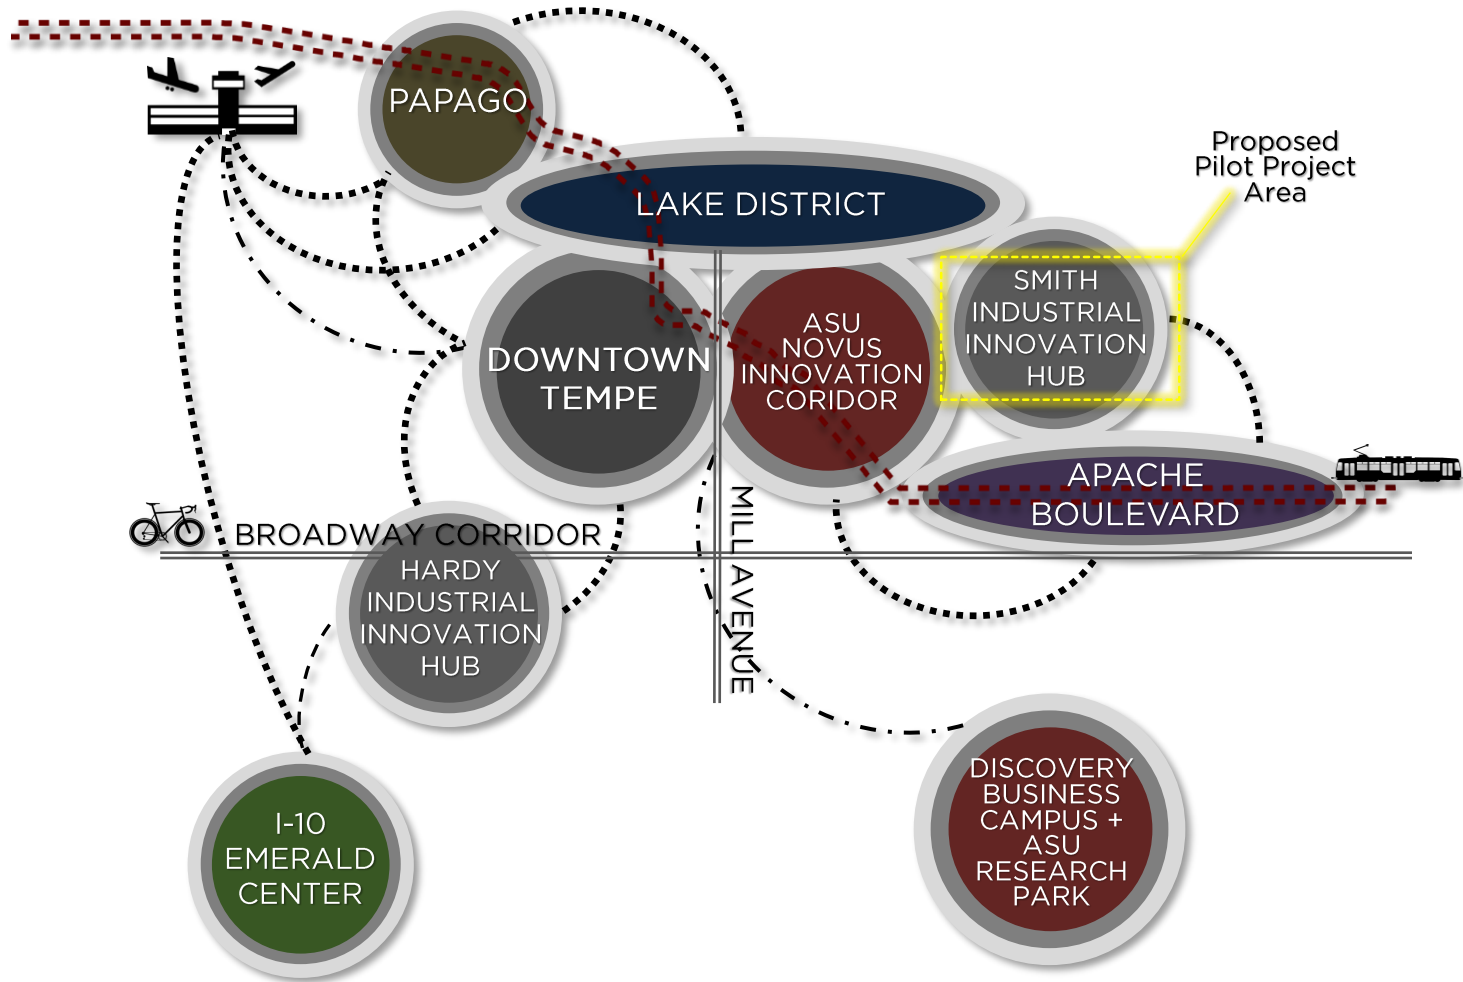 PAPAGO
Proposed
Pilot Project
Area
LAKE DISTRICT
SMITH
INDUSTRIAL
INNOVATION
HUB
ASU
NOVUS
INNOVATION
CORIDOR
DOWNTOWN
TEMPE
APACHE
BOULEVARD
MILL AVENUE
BROADWAY CORRIDOR
HARDY
INDUSTRIAL
INNOVATION
HUB
DISCOVERY
BUSINESS
CAMPUS +
ASU
RESEARCH
PARK
I-10
EMERALD
CENTER